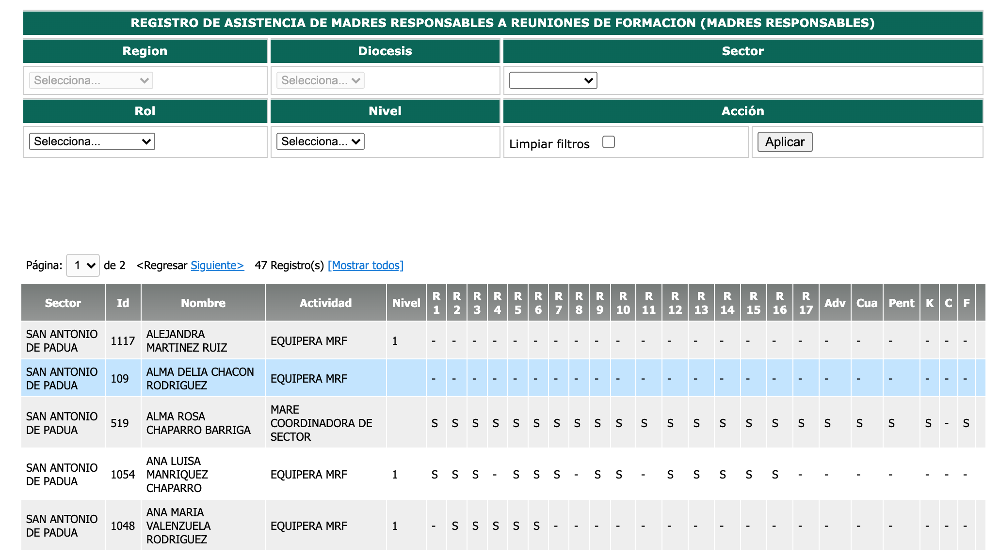 REGISTRO DE ASISTENCIA DE MADRES RESPONSABLES A REUNIONES DE FORMACION (MADRES RESPONSABLES)
Region Diocesis Sector
Selecciona... Selecciona...
Rol Nivel Acción
Selecciona... Selecciona... Limpiar filtros Aplicar
Página: 1 de 2 <Regresar Siguiente> 47 Registro(s) [Mostrar todos]
Sector Id Nombre Actividad Nivel R 1 R 2 R 3 R 4 R 5 R 6 R 7 R 8 R 9 R 10 R 11 R 12 R 13 R 14 R 15 R 16 R 17 Adv Cua Pent K C F
SAN ANTONIO DE PADUA 1117 ALEJANDRA MARTINEZ RUIZ EQUIPERA MRF 1 - - - - - - - - - - - - - - - - - - - - - - -
SAN ANTONIO DE PADUA 109 ALMA DELIA CHACON RODRIGUEZ EQUIPERA MRF - - - - - - - - - - - - - - - - - - - - - - -
SAN ANTONIO DE PADUA 519 ALMA ROSA CHAPARRO BARRIGA MARE COORDINADORA DE SECTOR S S S S S S S S S S S S S S S S S S S S S - S
SAN ANTONIO DE PADUA 1054 ANA LUISA MANRIQUEZ CHAPARRO EQUIPERA MRF 1 S S S - S S S - S S - S S S S S - - - - - - -
SAN ANTONIO DE PADUA 1048 ANA MARIA VALENZUELA RODRIGUEZ EQUIPERA MRF 1 - S S S S S - - - - - - - - - - - - - - - - -